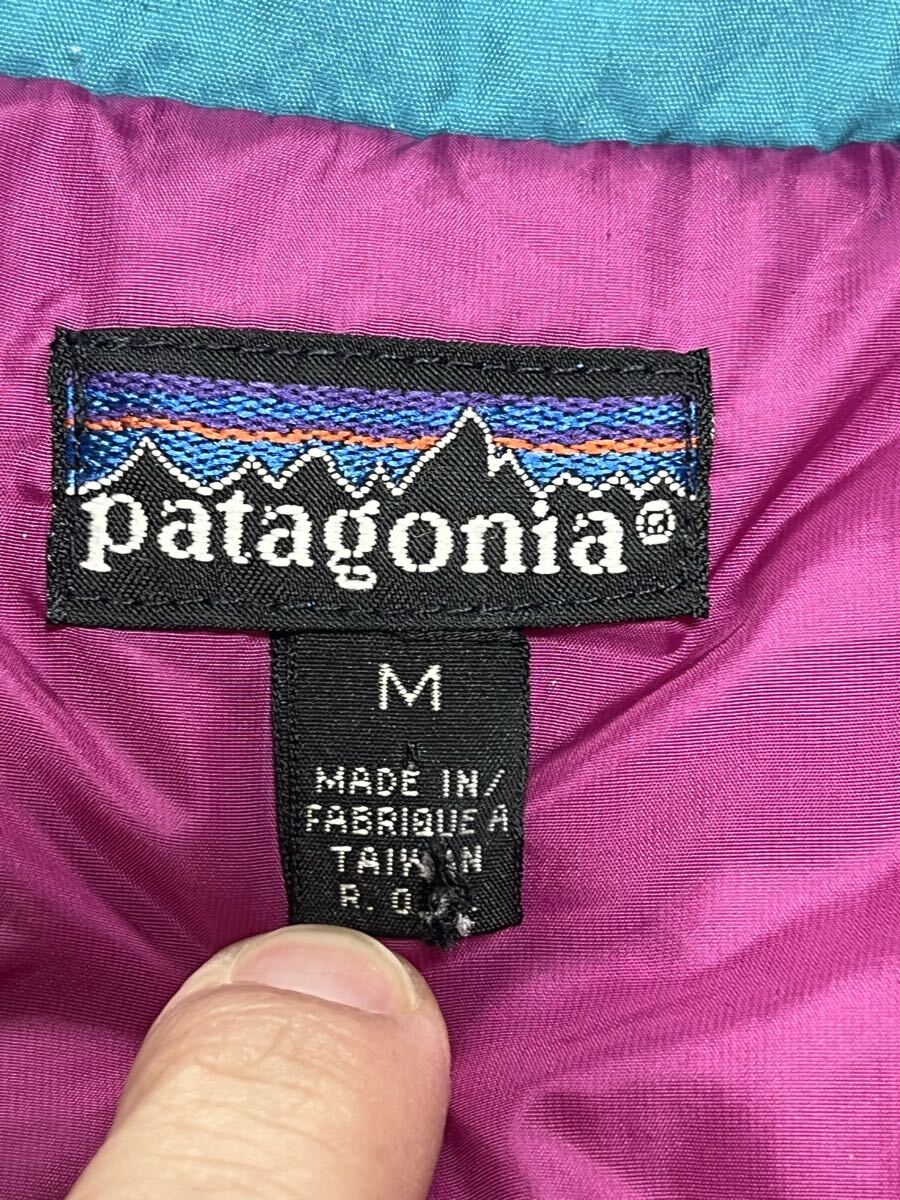 patagonia®
M
MADE IN/
FABRIQUE A
TAIWAN
R. O.